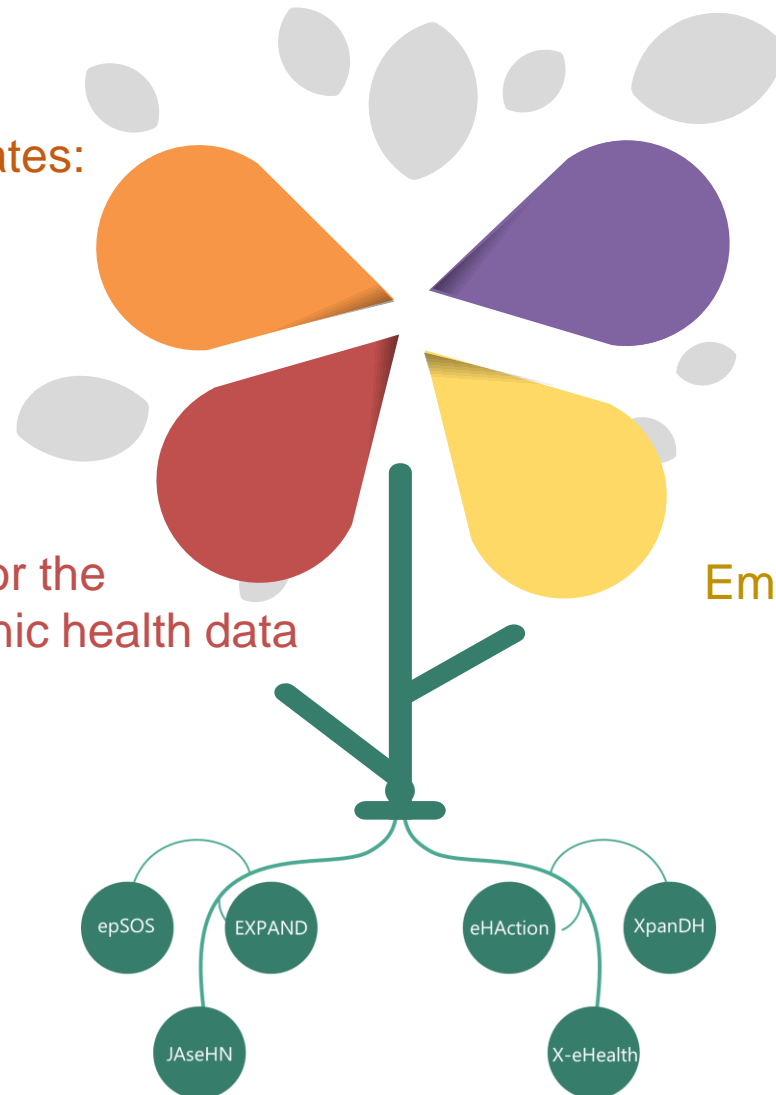 ates:
or the
nic health data
Em
epSOS
EXPAND
eHAction
XpanDH
JAseHN
X-eHealth